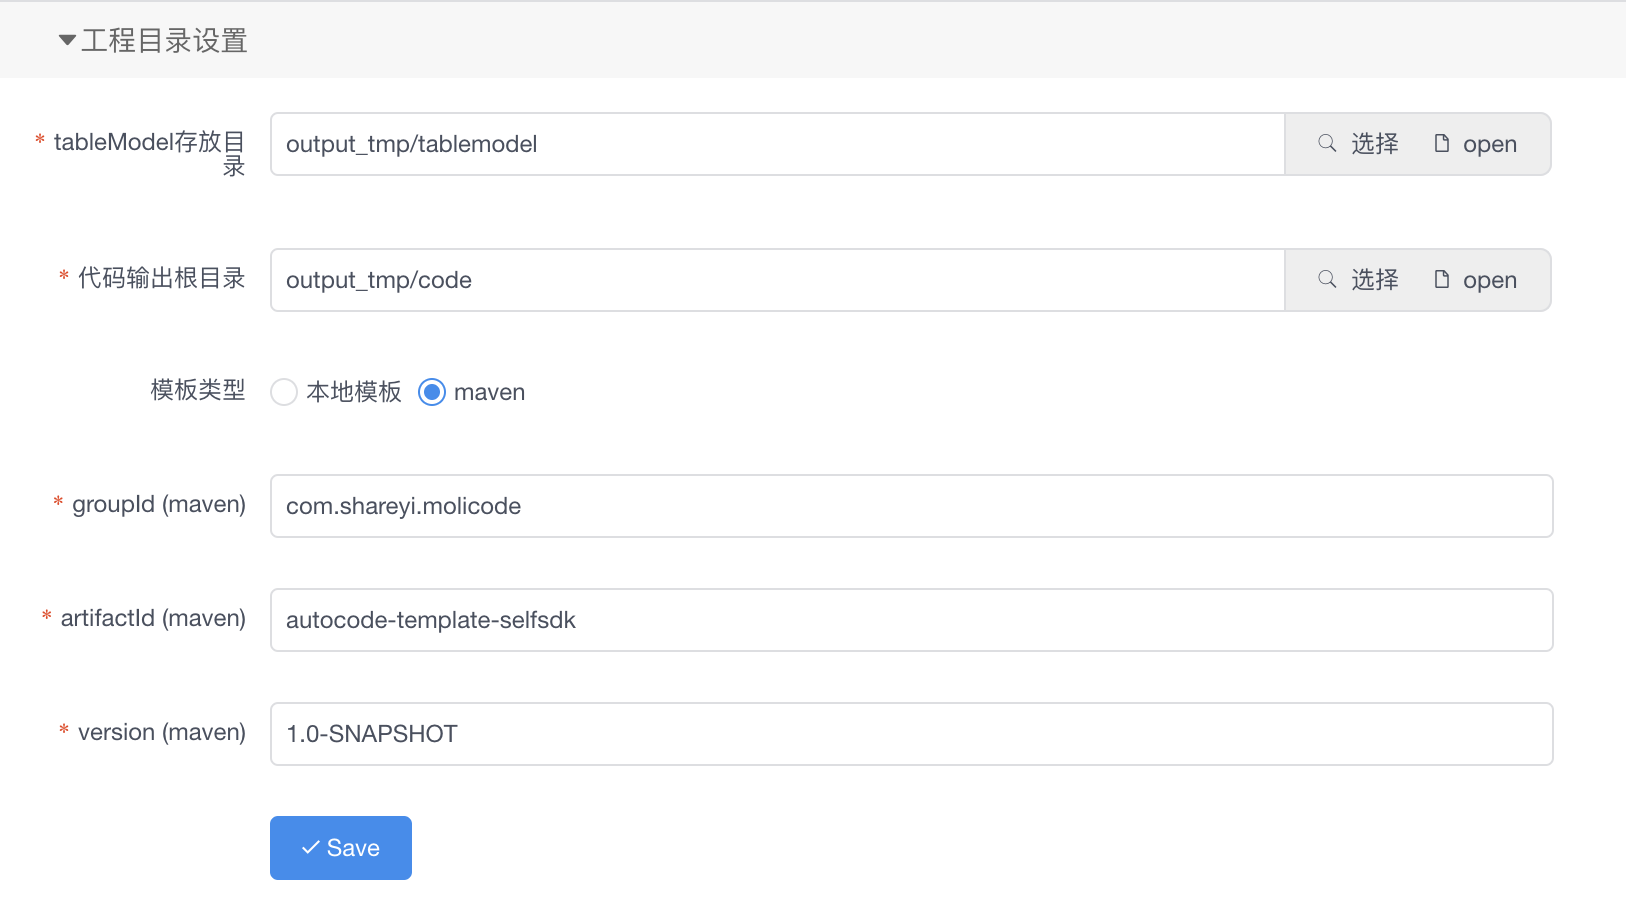 工程目录设置
* tableModel存放目
录
output_tmp/tablemodel
选择
open
* 代码输出根目录
output_tmp/code
选择
open
模板类型
本地模板
maven
* groupId (maven)
com.shareyi.molicode
* artifactId (maven)
autocode-template-selfsdk
* version (maven)
1.0-SNAPSHOT
Save